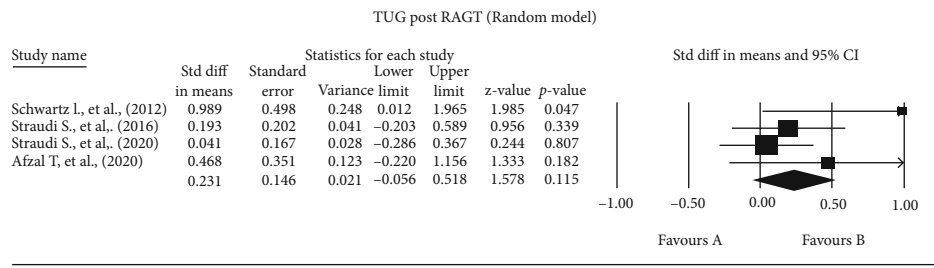 TUG post RAGT (Random model)
Study name Statistics for each study Std diff in means and 95% CI
Std diff Standard Lower Upper
in means error Variance limit limit z-value p-value
Schwartz l., et al., (2012) 0.989 0.498 0.248 0.012 1.965 1.985 0.047
Straudi S., et al,. (2016) 0.193 0.202 0.041 –0.203 0.589 0.956 0.339
Straudi S., et al,. (2020) 0.041 0.167 0.028 –0.286 0.367 0.244 0.807
Afzal T, et al., (2020) 0.468 0.351 0.123 –0.220 1.156 1.333 0.182
0.231 0.146 0.021 –0.056 0.518 1.578 0.115
–1.00 –0.50 0.00 0.50 1.00
Favours A Favours B